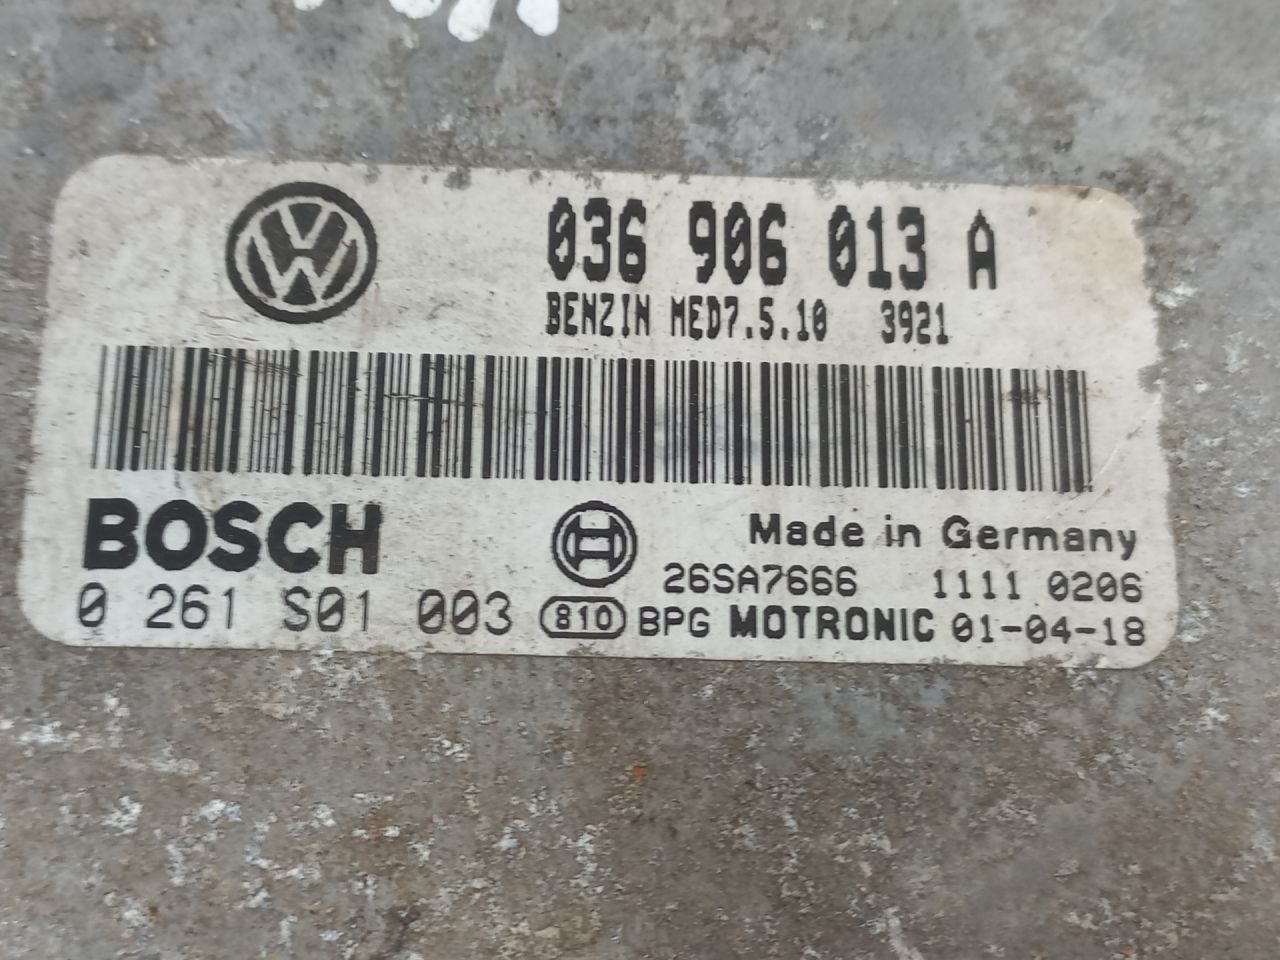 036 906 013 A
BENZIN MED7.5.10 3921
BOSCH
Made in Germany
26SA7666 1111 0206
0 261 S01 003 810 BPG MOTRONIC 01-04-18